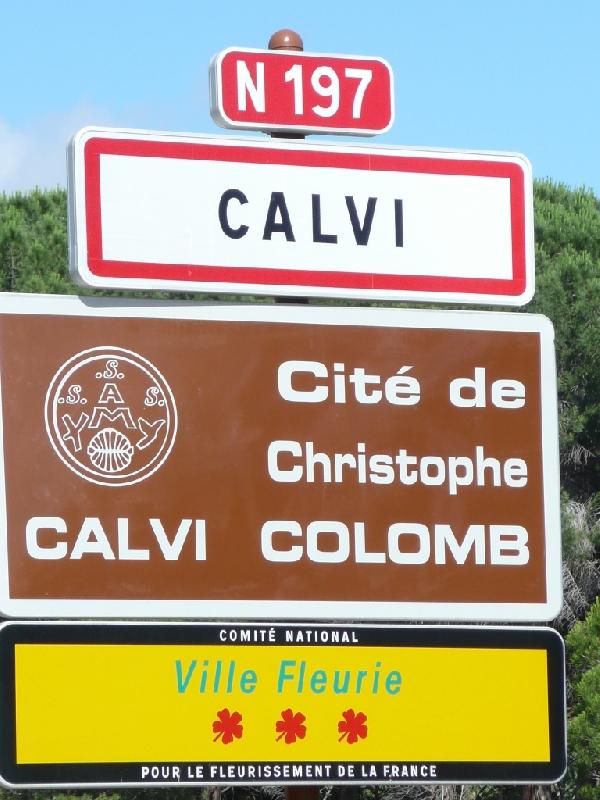 N 197
CALVI
.S.
.S. A .S.
X M Y
Cité de
Christophe
CALVI COLOMB
COMITÉ NATIONAL
Ville Fleurie
POUR LE FLEURISSEMENT DE LA FRANCE